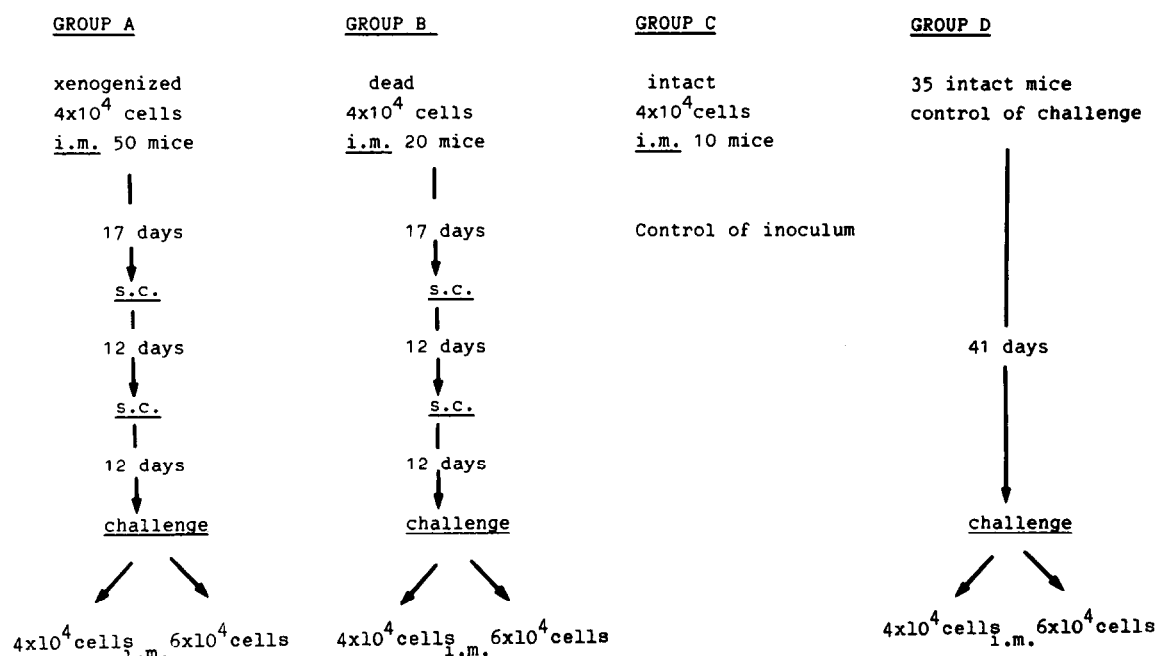 GROUP A
xenogenized
4x10⁴ cells
i.m. 50 mice
17 days
s.c.
12 days
s.c.
12 days
challenge
4x10⁴cells i.m. 6x10⁴cells
GROUP B
dead
4x10⁴ cells
i.m. 20 mice
17 days
s.c.
12 days
s.c.
12 days
challenge
4x10⁴cells i.m. 6x10⁴cells
GROUP C
intact
4x10⁴cells
i.m. 10 mice
Control of inoculum
GROUP D
35 intact mice
control of challenge
41 days
challenge
4x10⁴cells i.m. 6x10⁴cells